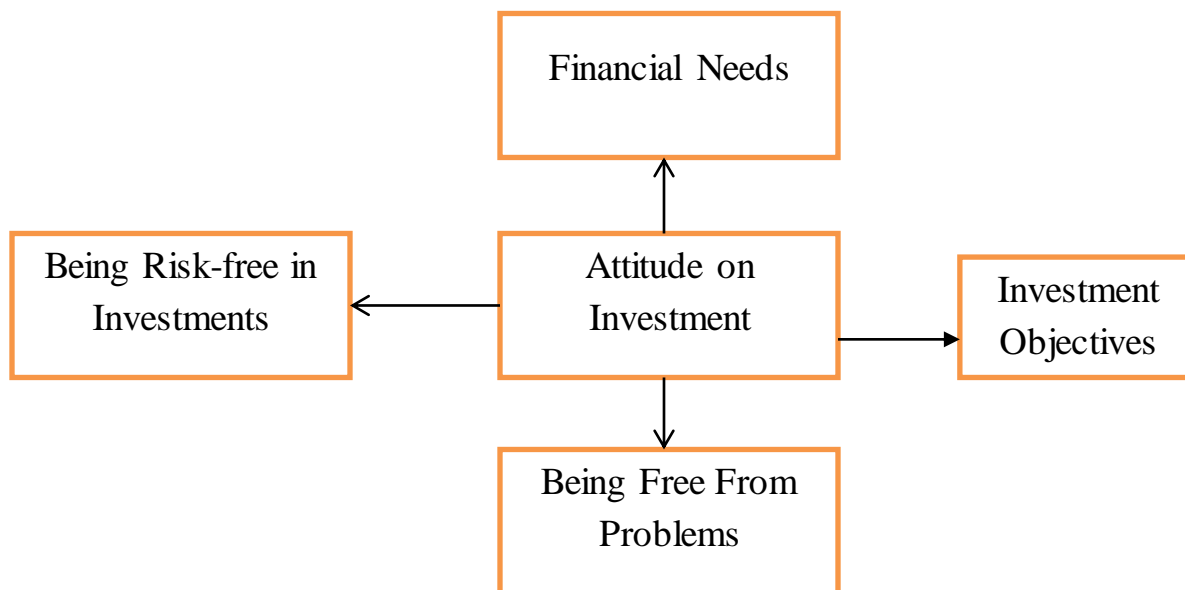 Financial Needs
Being Risk-free in
Investments
Attitude on
Investment
Investment
Objectives
Being Free From
Problems